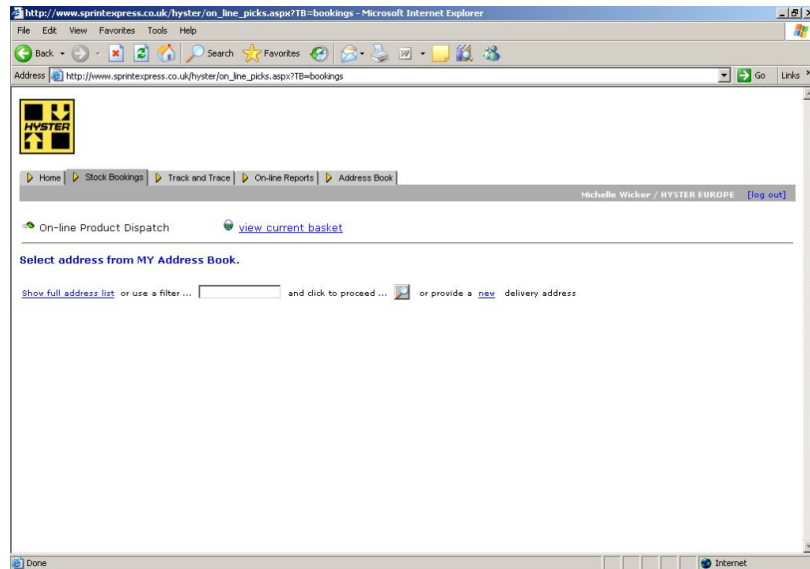 http://www.sprintexpress.co.uk/hyster/on_line_picks.aspx?TB=bookings - Microsoft Internet Explorer
File Edit View Favorites Tools Help
Back Search Favorites
Address http://www.sprintexpress.co.uk/hyster/on_line_picks.aspx?TB=bookings Go Links
HYSTER
Home Stock Bookings Track and Trace On-line Reports Address Book
Michelle Wicker / HYSTER EUROPE [log out]
On-line Product Dispatch view current basket
Select address from MY Address Book.
Show full address list or use a filter ... and click to proceed ... or provide a new delivery address
Done Internet